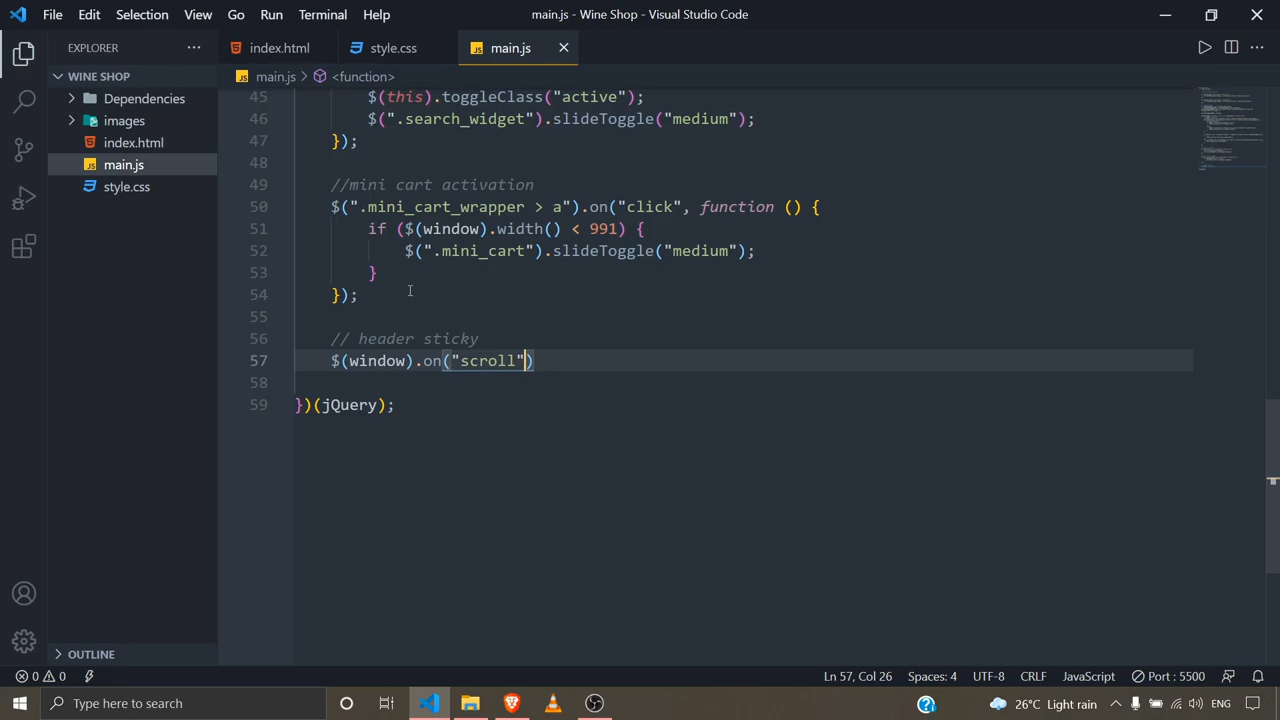 File Edit Selection View Go Run Terminal Help main.js - Wine Shop - Visual Studio Code
EXPLORER
WINE SHOP
Dependencies
images
index.html
main.js
style.css
OUTLINE
index.html style.css main.js
main.js > <function>
45 $(this).toggleClass("active");
46 $(".search_widget").slideToggle("medium");
47 });
48
49 //mini cart activation
50 $(".mini_cart_wrapper > a").on("click", function () {
51 if ($(window).width() < 991) {
52 $(".mini_cart").slideToggle("medium");
53 }
54 });
55
56 // header sticky
57 $(window).on("scroll")
58
59 })(jQuery);
0 0 Ln 57, Col 26 Spaces: 4 UTF-8 CRLF JavaScript Port : 5500
Type here to search 26°C Light rain ENG